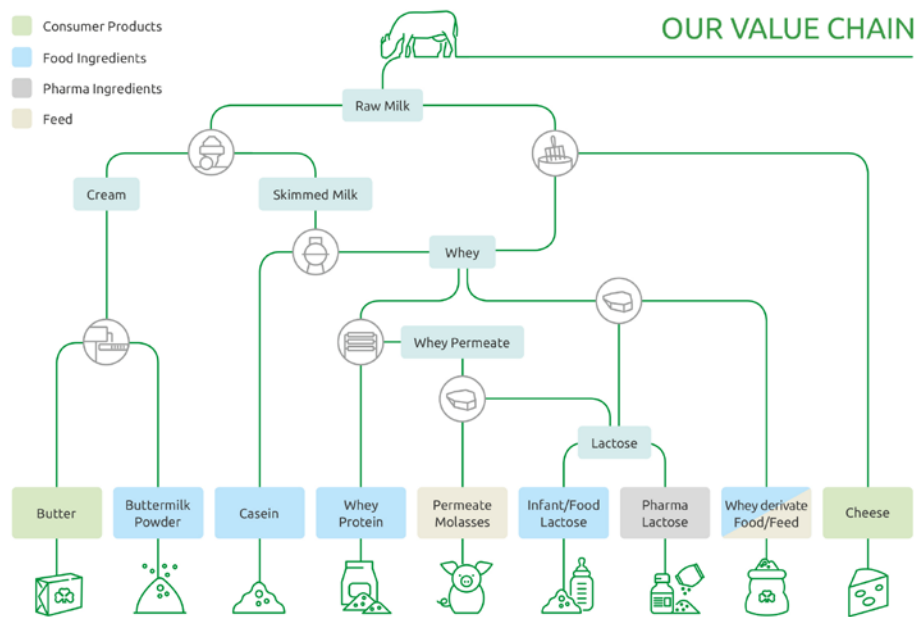 OUR VALUE CHAIN
Consumer Products
Food Ingredients
Pharma Ingredients
Feed
Raw Milk
Cream
Skimmed Milk
Whey
Whey Permeate
Lactose
Butter
Buttermilk
Powder
Casein
Whey
Protein
Permeate
Molasses
Infant/Food
Lactose
Pharma
Lactose
Whey derivate
Food/Feed
Cheese